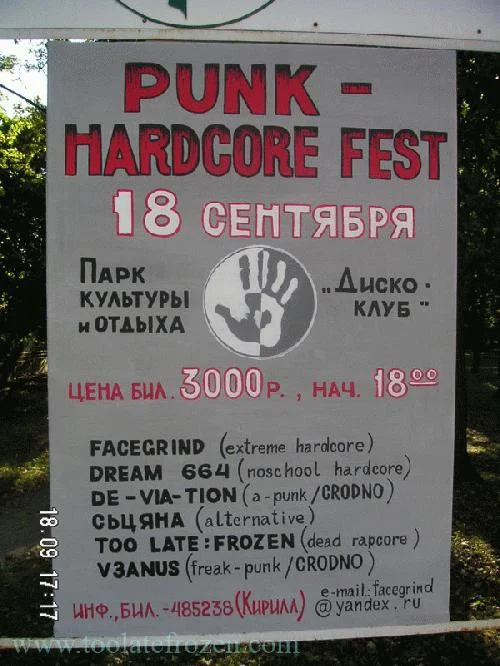 PUNK -
HARDCORE FEST
18 СЕНТЯБРЯ
ПАРК
КУЛЬТУРЫ
И ОТДЫХА
„ДИСКО-
КЛУБ"
ЦЕНА БИЛ. 3000 Р., НАЧ. 18⁰⁰
FACEGRIND (extreme hardcore)
DREAM 664 (noschool hardcore)
DE-VIA-TION (a-punk/GRODNO)
СЬЦЯНА (alternative)
TOO LATE:FROZEN (dead rapcore)
V3ANUS (freak-punk/GRODNO)
ИНФ.,БИЛ.-485238(КИРИЛЛ)
e-mail:facegrind
@yandex.ru
18.09 17:17
www.toolatefrozen.com